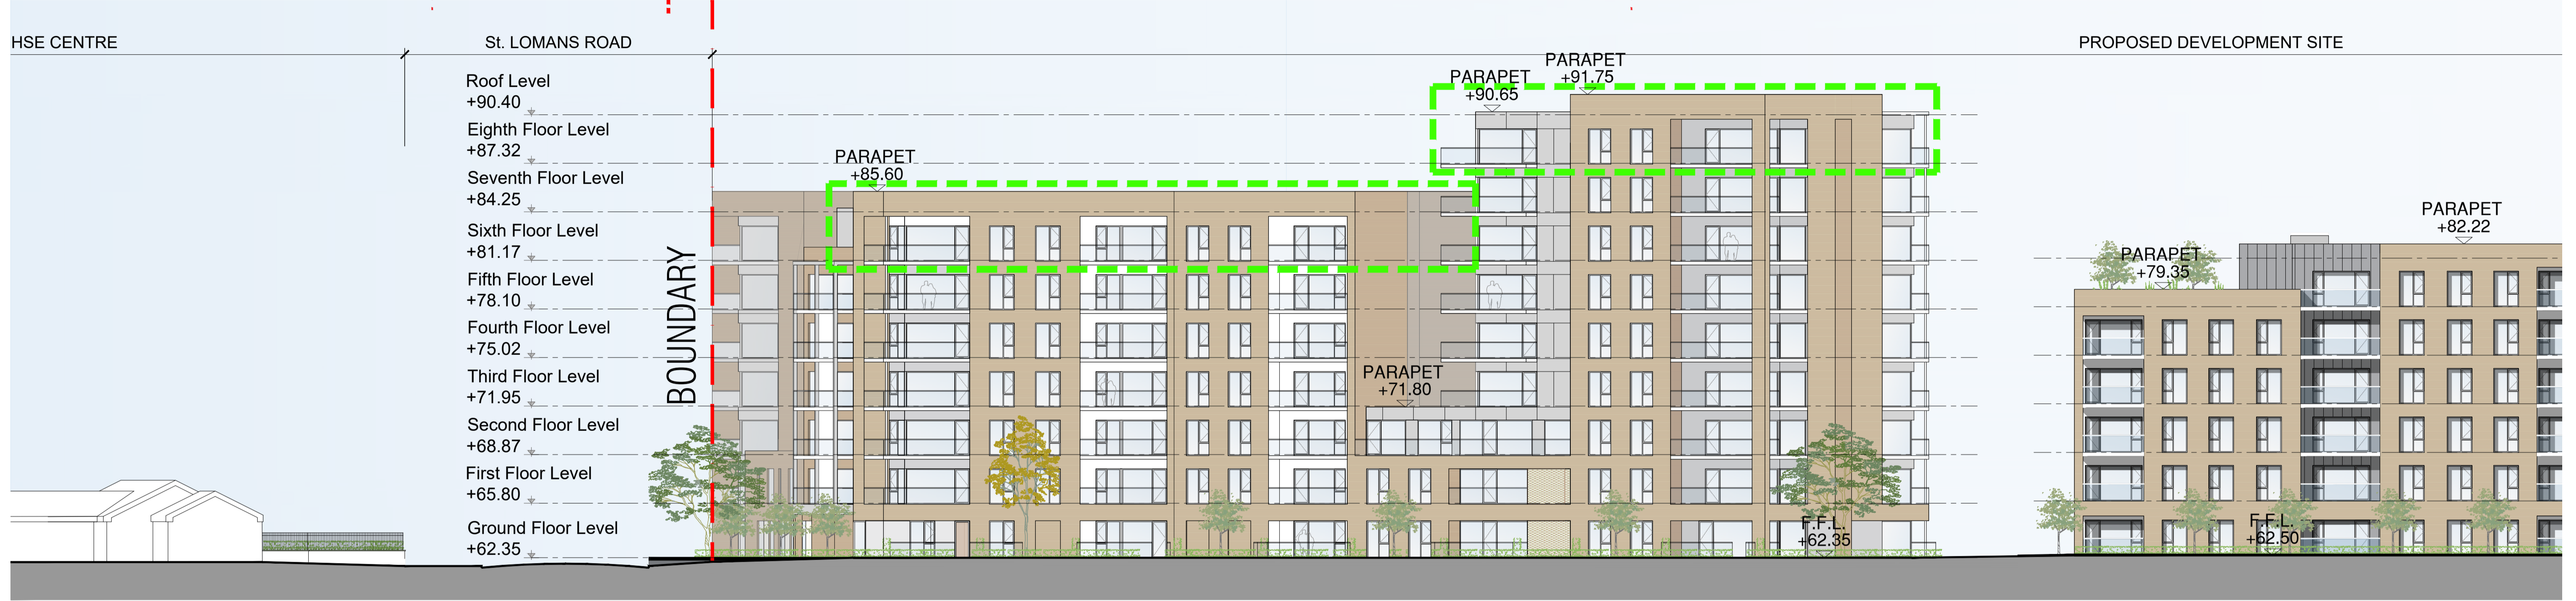 HSE CENTRE
St. LOMANS ROAD
PROPOSED DEVELOPMENT SITE
Roof Level
+90.40
Eighth Floor Level
+87.32
Seventh Floor Level
+84.25
Sixth Floor Level
+81.17
Fifth Floor Level
+78.10
Fourth Floor Level
+75.02
Third Floor Level
+71.95
Second Floor Level
+68.87
First Floor Level
+65.80
Ground Floor Level
+62.35
BOUNDARY
PARAPET
+85.60
PARAPET
+90.65
PARAPET
+91.75
PARAPET
+71.80
F.F.L.
+62.35
PARAPET
+79.35
PARAPET
+82.22
F.F.L.
+62.50